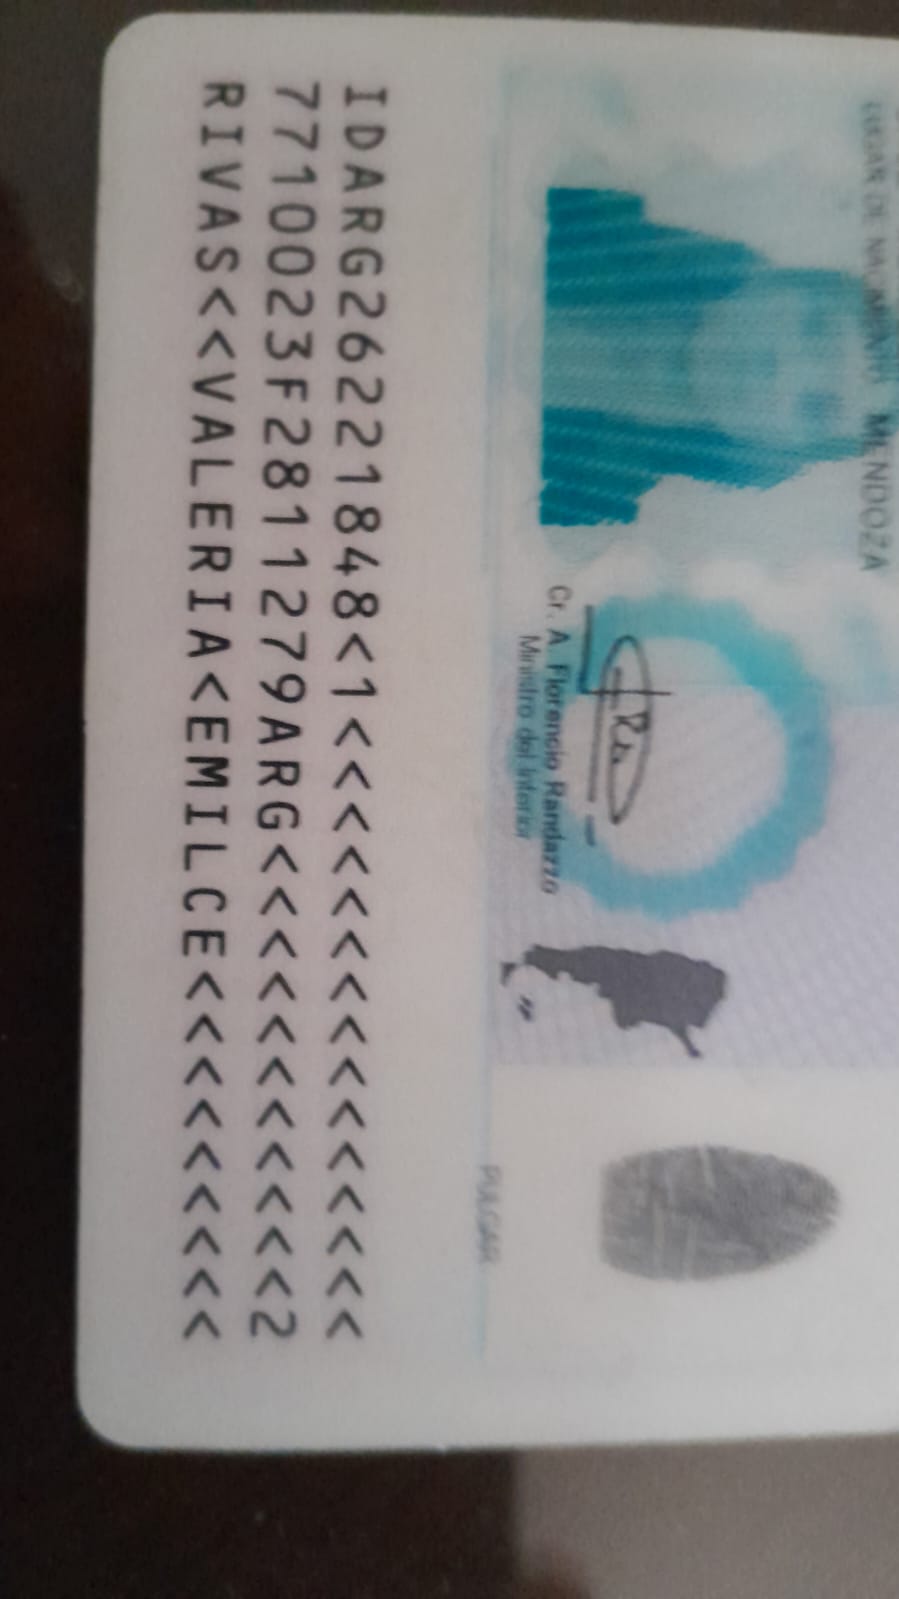 LUGAR DE NACIMIENTO: MENDOZA
Cr. A. Florencio Randazzo
Ministro del Interior
PULGAR
IDARG26221848<1<<<<<<<<<<<<<<<
7710023F2811279ARG<<<<<<<<<<<2
RIVAS<<VALERIA<EMILCE<<<<<<<<<